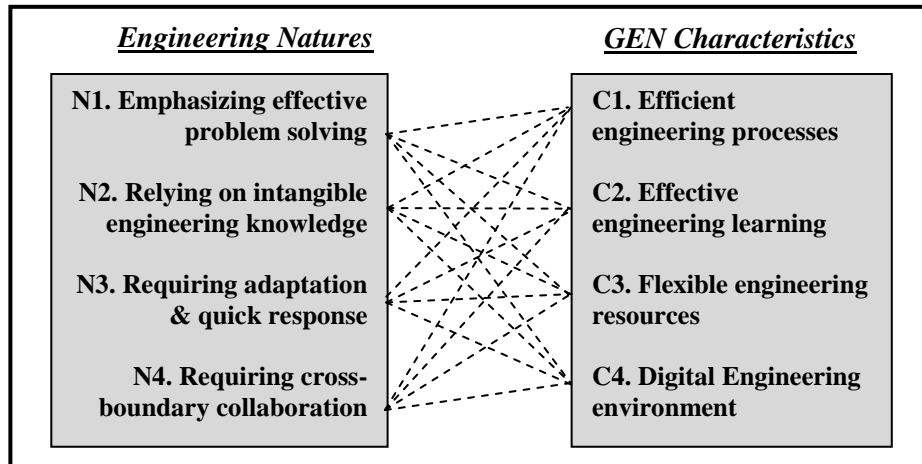 Engineering Natures
GEN Characteristics
N1. Emphasizing effective
problem solving
N2. Relying on intangible
engineering knowledge
N3. Requiring adaptation
& quick response
N4. Requiring cross-
boundary collaboration
C1. Efficient
engineering processes
C2. Effective
engineering learning
C3. Flexible engineering
resources
C4. Digital Engineering
environment